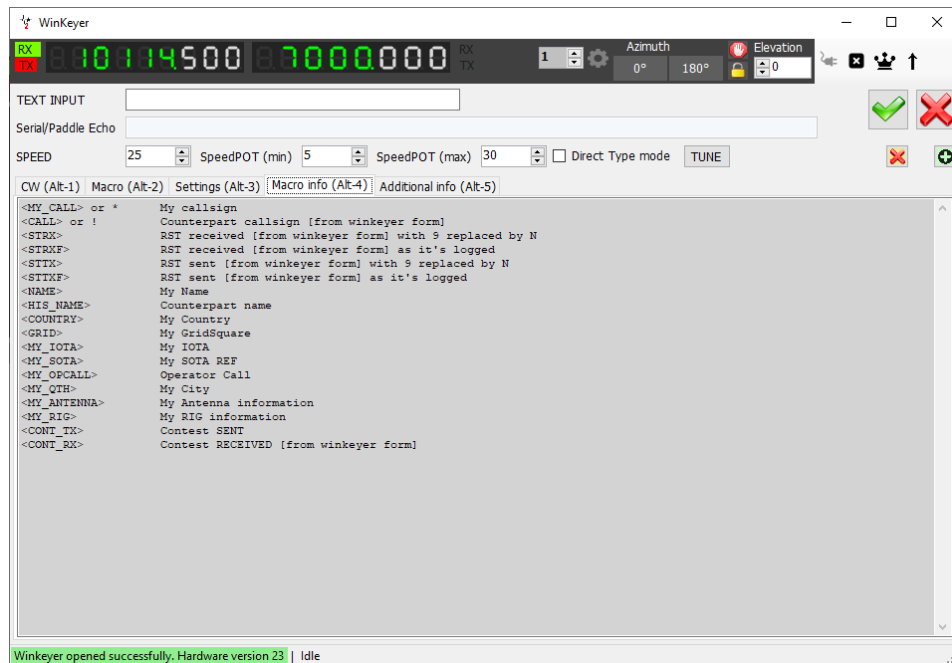 WinKeyer
RX 10114.500 7000.000 RX
TX TX
1 Azimuth Elevation
0° 180° 0
TEXT INPUT
Serial/Paddle Echo
SPEED 25 SpeedPOT (min) 5 SpeedPOT (max) 30 Direct Type mode TUNE
CW (Alt-1) Macro (Alt-2) Settings (Alt-3) Macro info (Alt-4) Additional info (Alt-5)
<MY_CALL> or * My callsign
<CALL> or ! Counterpart callsign [from winkeyer form]
<STRX> RST received [from winkeyer form] with 9 replaced by N
<STRXF> RST received [from winkeyer form] as it's logged
<STTX> RST sent [from winkeyer form] with 9 replaced by N
<STTXF> RST sent [from winkeyer form] as it's logged
<NAME> My Name
<HIS_NAME> Counterpart name
<COUNTRY> My Country
<GRID> My GridSquare
<MY_IOTA> My IOTA
<MY_SOTA> My SOTA REF
<MY_OPCALL> Operator Call
<MY_QTH> My City
<MY_ANTENNA> My Antenna information
<MY_RIG> My RIG information
<CONT_TX> Contest SENT
<CONT_RX> Contest RECEIVED [from winkeyer form]
Winkeyer opened successfully. Hardware version 23 | Idle